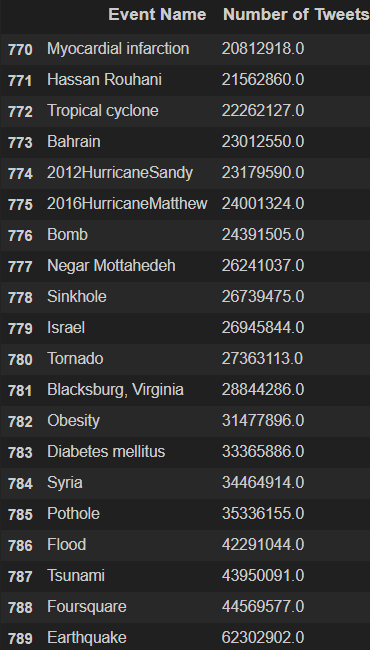 Event Name Number of Tweets
770 Myocardial infarction 20812918.0
771 Hassan Rouhani 21562860.0
772 Tropical cyclone 22262127.0
773 Bahrain 23012550.0
774 2012HurricaneSandy 23179590.0
775 2016HurricaneMatthew 24001324.0
776 Bomb 24391505.0
777 Negar Mottahedeh 26241037.0
778 Sinkhole 26739475.0
779 Israel 26945844.0
780 Tornado 27363113.0
781 Blacksburg, Virginia 28844286.0
782 Obesity 31477896.0
783 Diabetes mellitus 33365886.0
784 Syria 34464914.0
785 Pothole 35336155.0
786 Flood 42291044.0
787 Tsunami 43950091.0
788 Foursquare 44569577.0
789 Earthquake 62302902.0